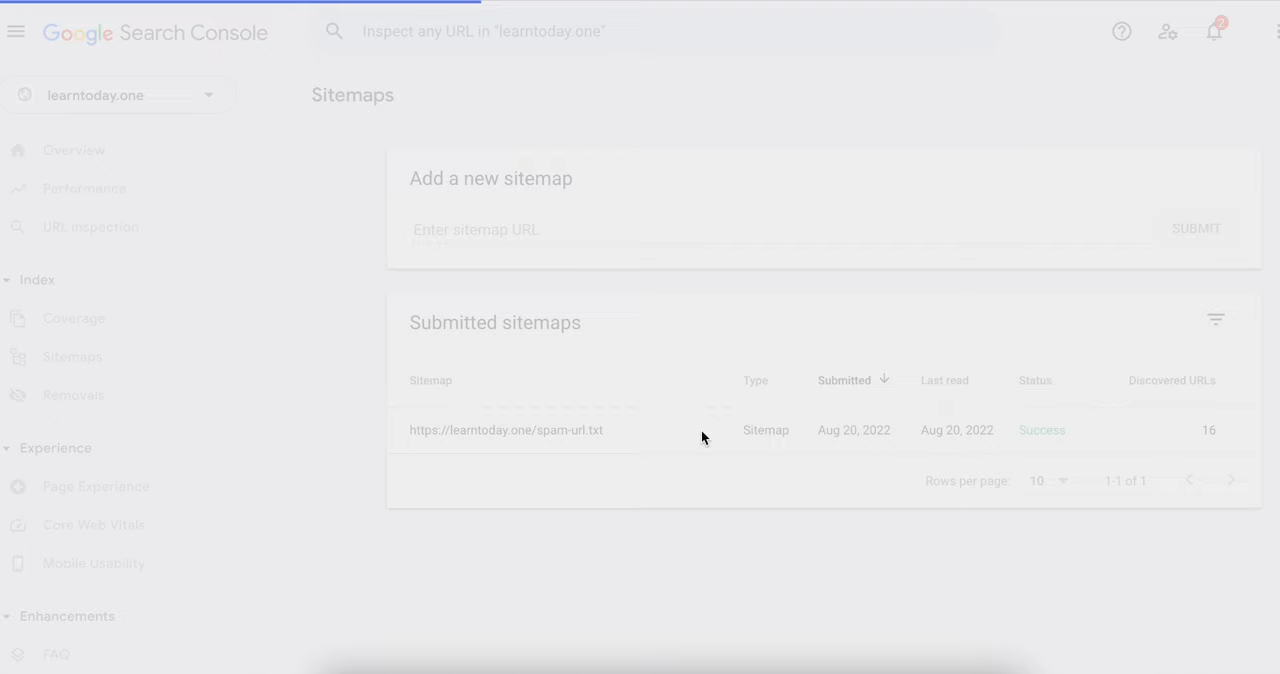 Google Search Console
Inspect any URL in "learntoday.one"
2
learntoday.one
Sitemaps
Overview
Performance
URL inspection
Index
Coverage
Sitemaps
Removals
Experience
Page Experience
Core Web Vitals
Mobile Usability
Enhancements
FAQ
Add a new sitemap
Enter sitemap URL
SUBMIT
Submitted sitemaps
Sitemap Type Submitted Last read Status Discovered URLs
https://learntoday.one/spam-url.txt Sitemap Aug 20, 2022 Aug 20, 2022 Success 16
Rows per page: 10 1-1 of 1